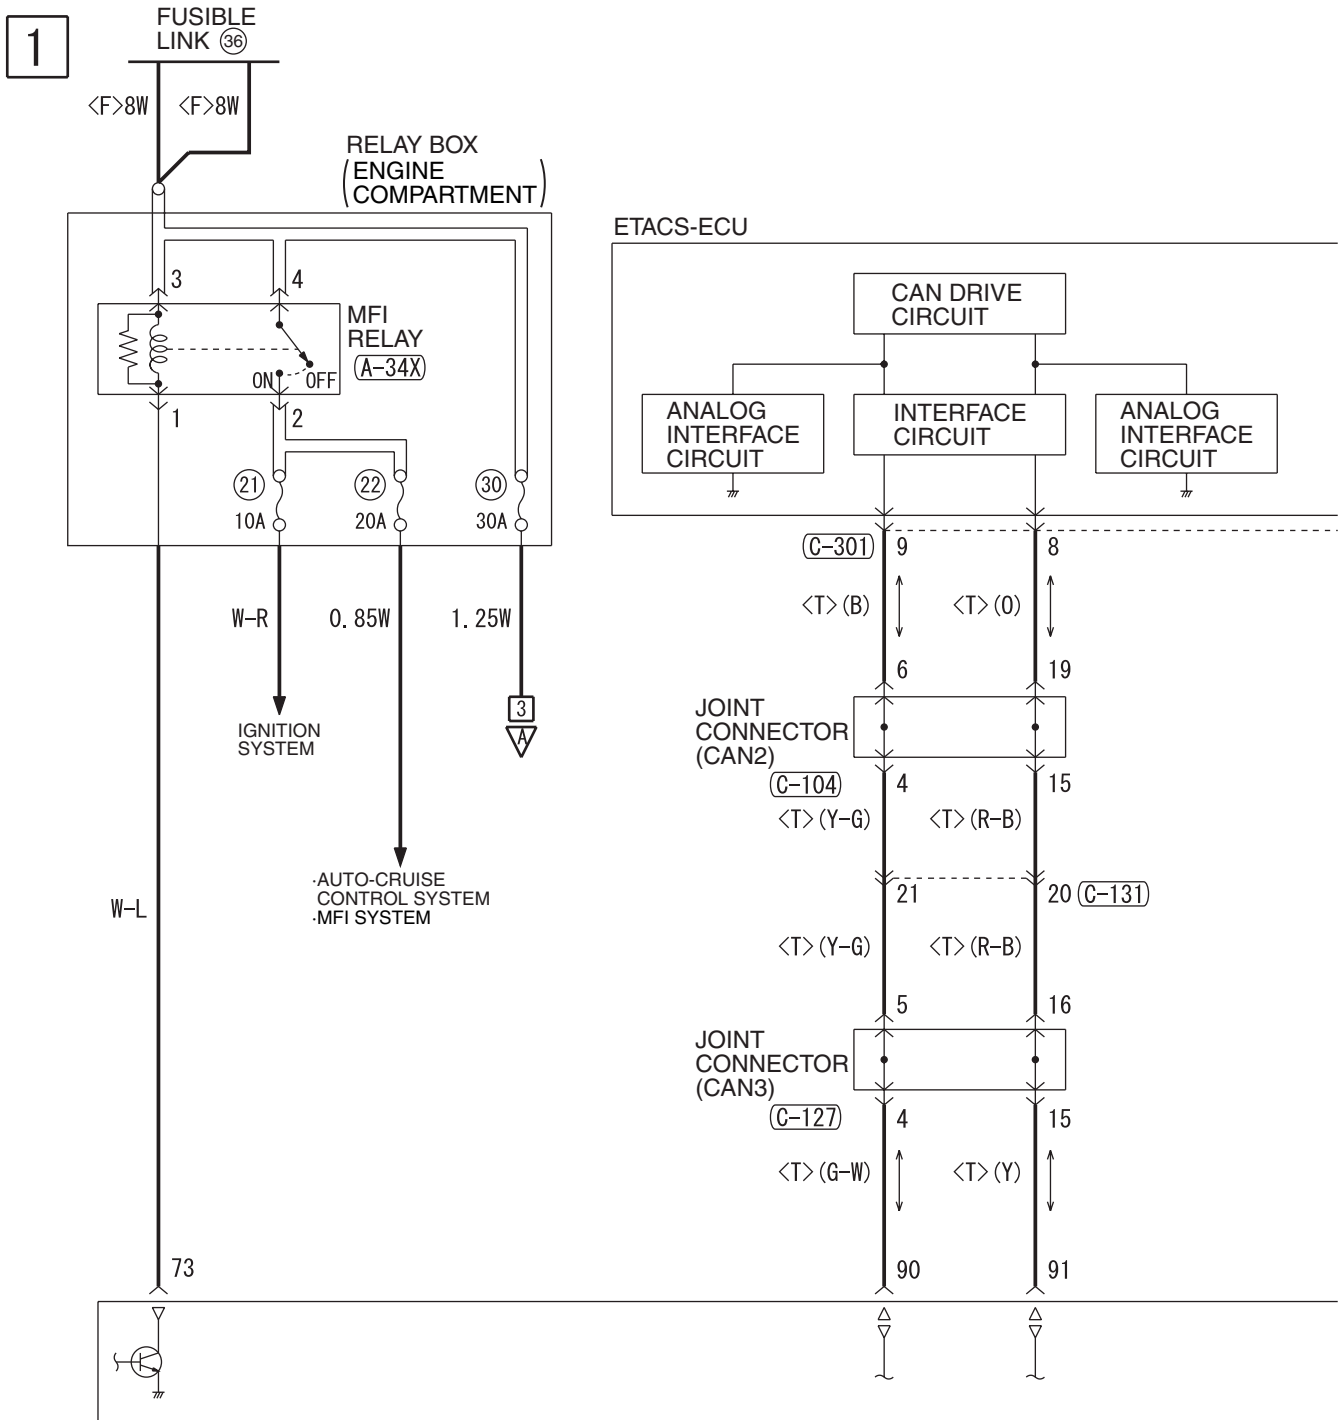 1
FUSIBLE
LINK 36
<F>8W <F>8W
RELAY BOX
(ENGINE
COMPARTMENT)
3 4
MFI
RELAY
A-34X
ON OFF
1 2
21 22 30
10A 20A 30A
W-R 0.85W 1.25W
IGNITION
SYSTEM
3
A
·AUTO-CRUISE
CONTROL SYSTEM
·MFI SYSTEM
W-L
73
ETACS-ECU
CAN DRIVE
CIRCUIT
ANALOG
INTERFACE
CIRCUIT
INTERFACE
CIRCUIT
ANALOG
INTERFACE
CIRCUIT
C-301 9 8
<T>(B) <T>(O)
6 19
JOINT
CONNECTOR
(CAN2)
C-104 4 15
<T>(Y-G) <T>(R-B)
21 20 C-131
<T>(Y-G) <T>(R-B)
5 16
JOINT
CONNECTOR
(CAN3)
C-127 4 15
<T>(G-W) <T>(Y)
90 91